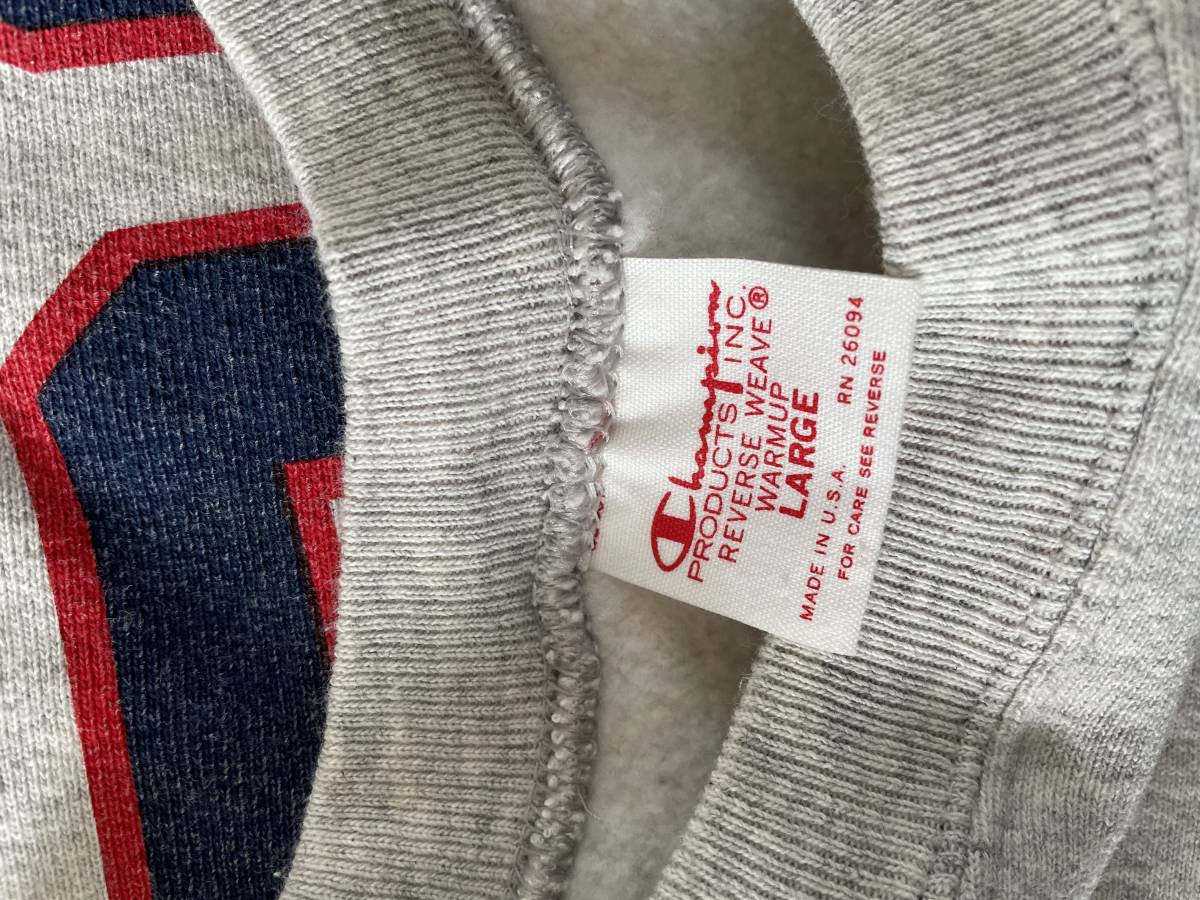 Champion
PRODUCTS INC.
REVERSE WEAVE®
WARMUP
LARGE
MADE IN U.S.A. RN 26094
FOR CARE SEE REVERSE